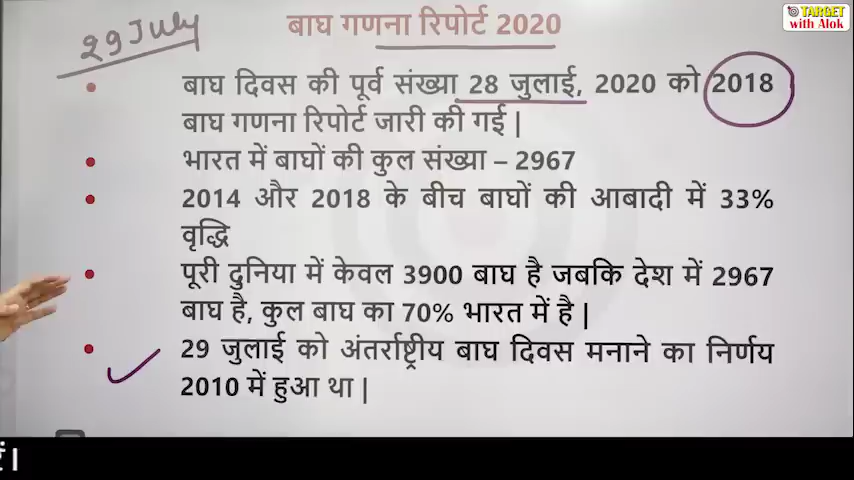 TARGET
with Alok
29 July
बाघ गणना रिपोर्ट 2020
बाघ दिवस की पूर्व संख्या 28 जुलाई, 2020 को 2018
बाघ गणना रिपोर्ट जारी की गई |
भारत में बाघों की कुल संख्या – 2967
2014 और 2018 के बीच बाघों की आबादी में 33%
वृद्धि
पूरी दुनिया में केवल 3900 बाघ है जबकि देश में 2967
बाघ है, कुल बाघ का 70% भारत में है |
29 जुलाई को अंतर्राष्ट्रीय बाघ दिवस मनाने का निर्णय
2010 में हुआ था |